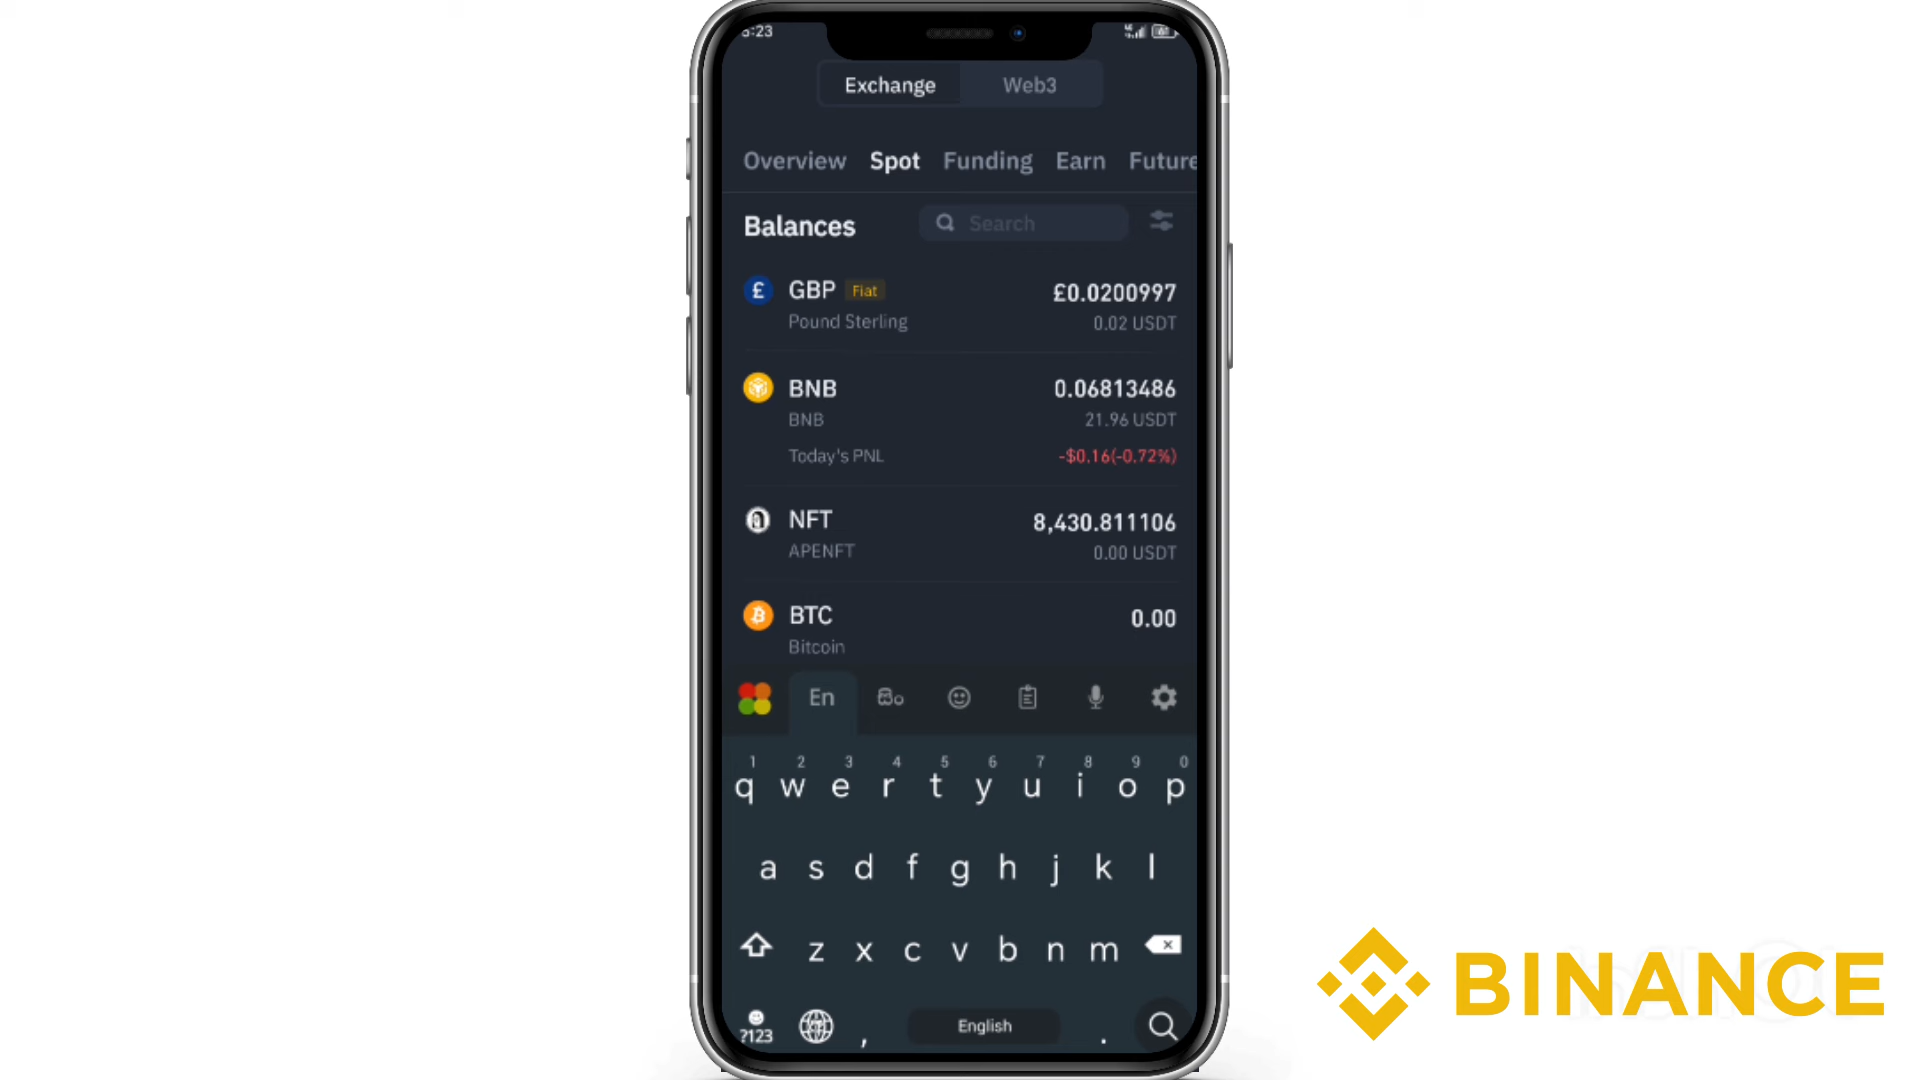 Exchange Web3
Overview Spot Funding Earn Future
Balances Search
£ GBP Fiat £0.0200997
Pound Sterling 0.02 USDT
BNB 0.06813486
BNB 21.96 USDT
Today's PNL -$0.16(-0.72%)
NFT 8,430.811106
APENFT 0.00 USDT
BTC 0.00
Bitcoin
En
1 2 3 4 5 6 7 8 9 0
q w e r t y u i o p
a s d f g h j k l
z x c v b n m
?123 , English .
BINANCE